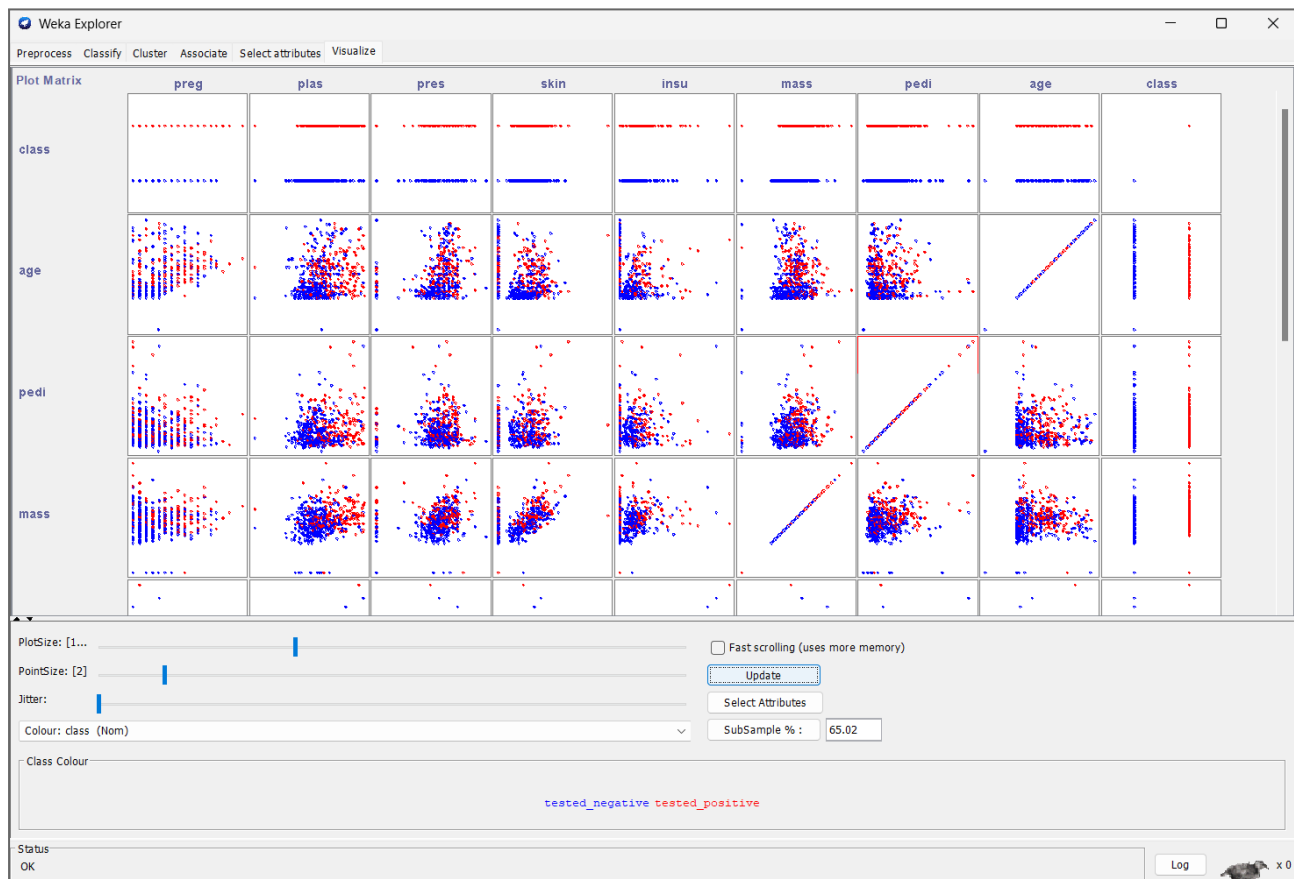 Weka Explorer
Preprocess Classify Cluster Associate Select attributes Visualize
Plot Matrix preg plas pres skin insu mass pedi age class
class
age
pedi
mass
PlotSize: [1...
PointSize: [2]
Jitter:
Fast scrolling (uses more memory)
Update
Select Attributes
Colour: class (Nom)
SubSample % : 65.02
Class Colour
tested_negative tested_positive
Status
OK
Log x 0